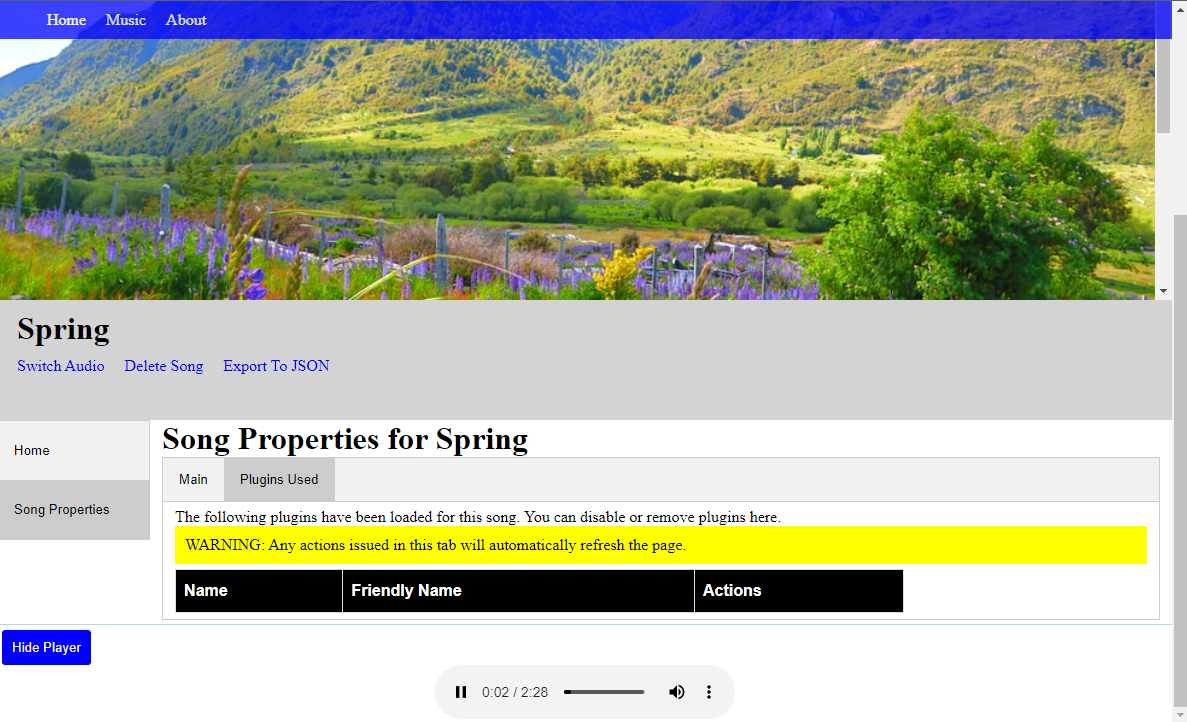 Home Music About
Spring
Switch Audio Delete Song Export To JSON
Home
Song Properties
Song Properties for Spring
Main Plugins Used
The following plugins have been loaded for this song. You can disable or remove plugins here.
WARNING: Any actions issued in this tab will automatically refresh the page.
Name Friendly Name Actions
Hide Player
0:02 / 2:28